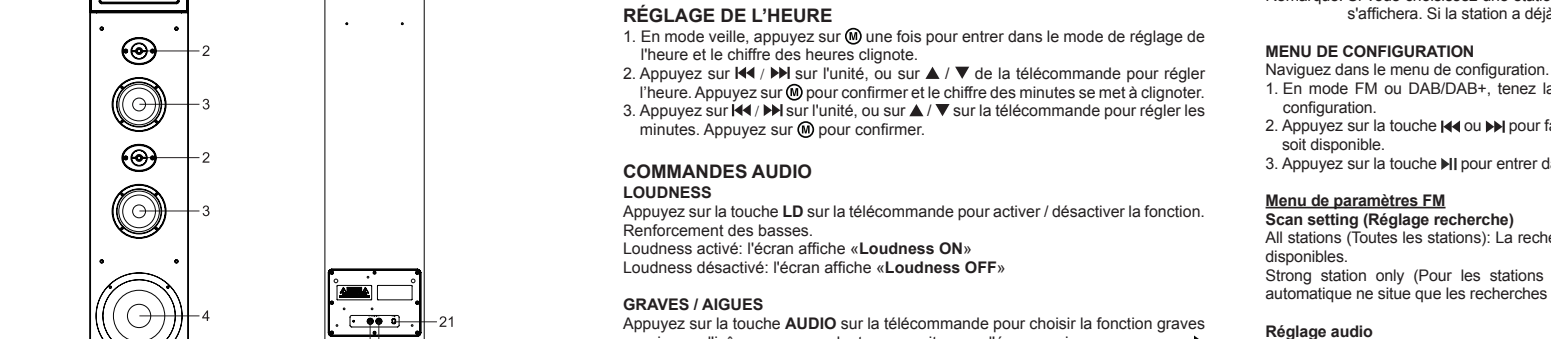 2
3
2
3
4
21
RÉGLAGE DE L’HEURE
1. En mode veille, appuyez sur Ⓜ une fois pour entrer dans le mode de réglage de
l'heure et le chiffre des heures clignote.
2. Appuyez sur ⏮ / ⏭ sur l'unité, ou sur ▲ / ▼ de la télécommande pour régler
l’heure. Appuyez sur Ⓜ pour confirmer et le chiffre des minutes se met à clignoter.
3. Appuyez sur ⏮ / ⏭ sur l'unité, ou sur ▲ / ▼ sur la télécommande pour régler les
minutes. Appuyez sur Ⓜ pour confirmer.
COMMANDES AUDIO
LOUDNESS
Appuyez sur la touche LD sur la télécommande pour activer / désactiver la fonction.
Renforcement des basses.
Loudness activé: l'écran affiche «Loudness ON»
Loudness désactivé: l'écran affiche «Loudness OFF»
GRAVES / AIGUES
Appuyez sur la touche AUDIO sur la télécommande pour choisir la fonction graves
s'affichera. Si la station a déjà
MENU DE CONFIGURATION
Naviguez dans le menu de configuration.
1. En mode FM ou DAB/DAB+, tenez la
configuration.
2. Appuyez sur la touche ⏮ ou ⏭ pour fa
soit disponible.
3. Appuyez sur la touche ⏯ pour entrer da
Menu de paramètres FM
Scan setting (Réglage recherche)
All stations (Toutes les stations): La reche
disponibles.
Strong station only (Pour les stations
automatique ne situe que les recherches
Réglage audio